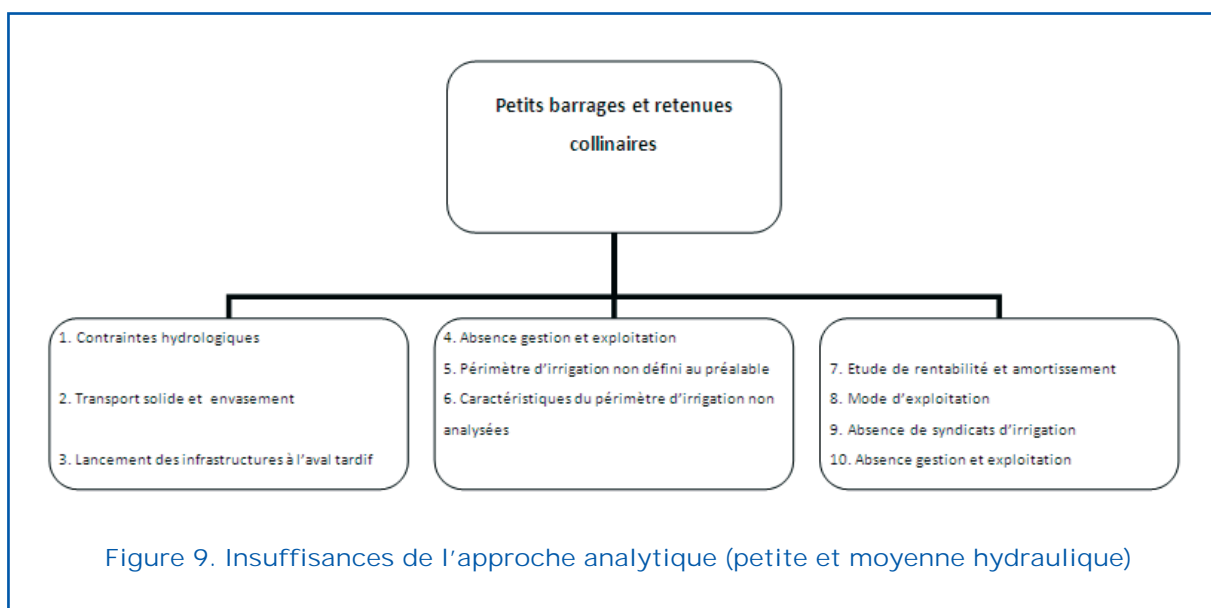 Petits barrages et retenues
collinaires
1. Contraintes hydrologiques
2. Transport solide et envasement
3. Lancement des infrastructures à l'aval tardif
4. Absence gestion et exploitation
5. Périmètre d'irrigation non défini au préalable
6. Caractéristiques du périmètre d'irrigation non
analysées
7. Etude de rentabilité et amortissement
8. Mode d'exploitation
9. Absence de syndicats d'irrigation
10. Absence gestion et exploitation
Figure 9. Insuffisances de l'approche analytique (petite et moyenne hydraulique)